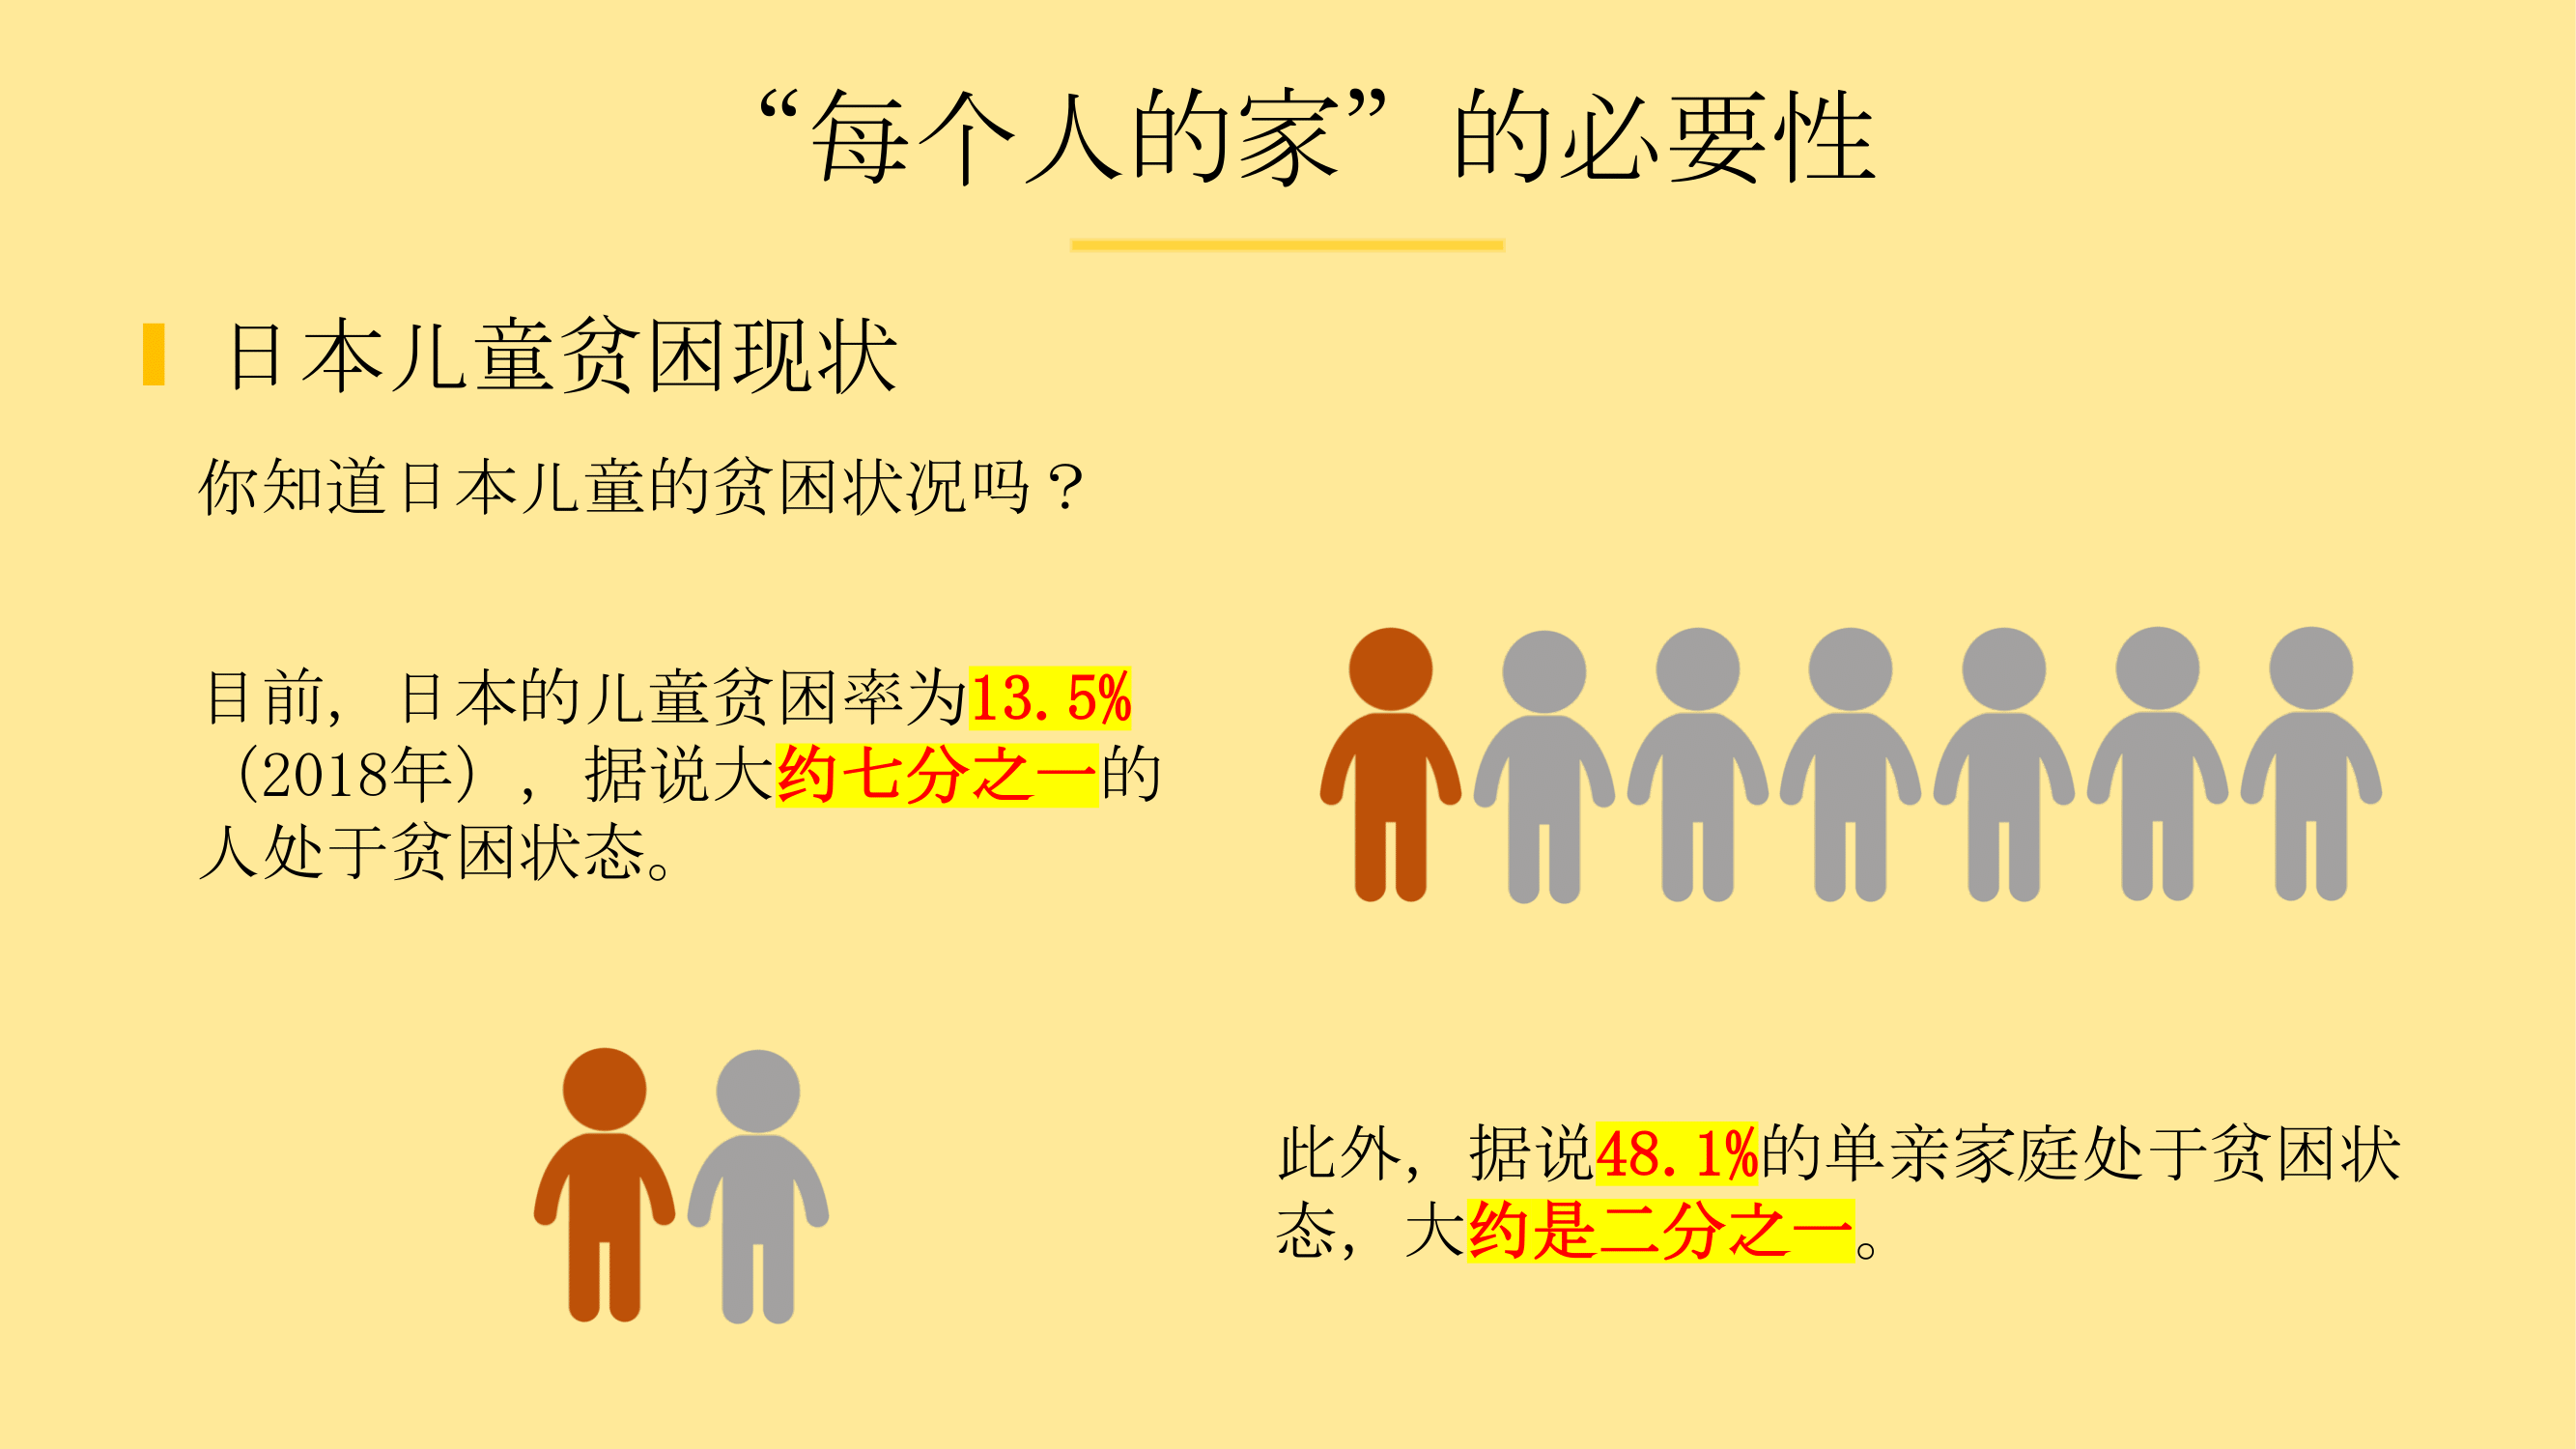 “每个人的家”的必要性
日本儿童贫困现状
你知道日本儿童的贫困状况吗？
目前，日本的儿童贫困率为13.5%
（2018年），据说大约七分之一的
人处于贫困状态。
此外，据说48.1%的单亲家庭处于贫困状
态，大约是二分之一。